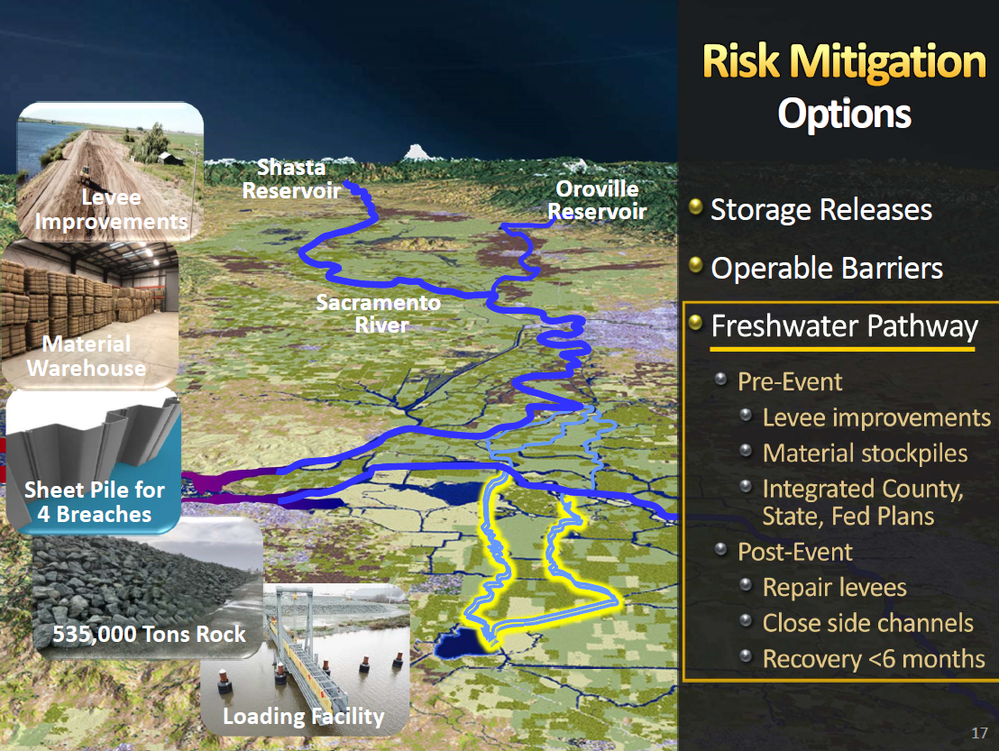 Risk Mitigation
Options
Storage Releases
Operable Barriers
Freshwater Pathway
Pre-Event
Levee improvements
Material stockpiles
Integrated County,
State, Fed Plans
Post-Event
Repair levees
Close side channels
Recovery <6 months
Shasta
Reservoir
Oroville
Reservoir
Sacramento
River
Levee
Improvements
Material
Warehouse
Sheet Pile for
4 Breaches
535,000 Tons Rock
Loading Facility
17